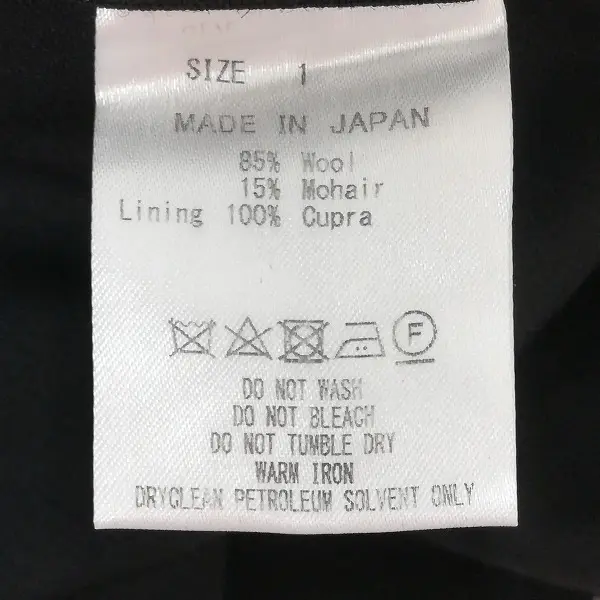 SIZE 1
MADE IN JAPAN
85% Wool
15% Mohair
Lining 100% Cupra
F
DO NOT WASH
DO NOT BLEACH
DO NOT TUMBLE DRY
WARM IRON
DRYCLEAN PETROLEUM SOLVENT ONLY